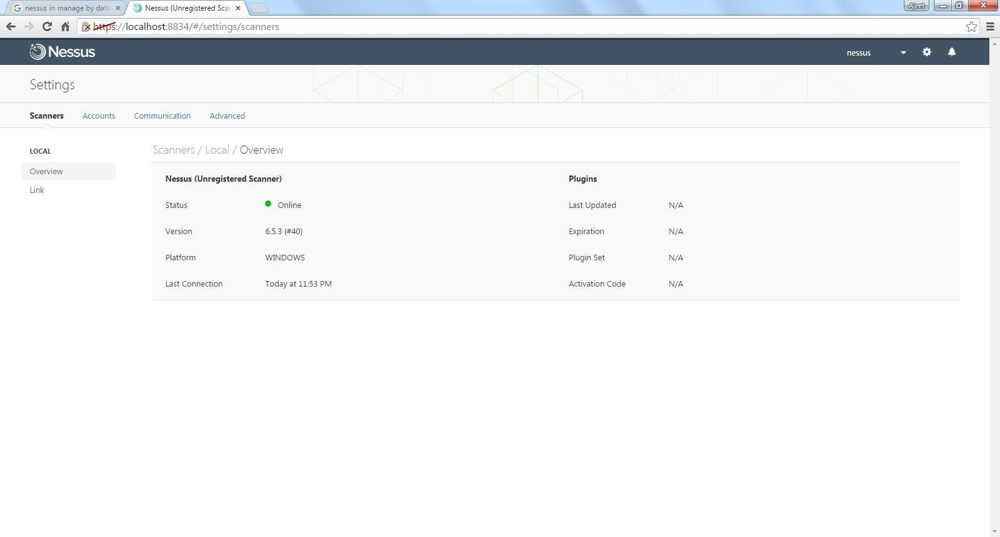 nessus in manage by data
Nessus (Unregistered Sca
Ajeet
https://localhost:8834/#/settings/scanners
Nessus
nessus
Settings
Scanners Accounts Communication Advanced
LOCAL
Overview
Link
Scanners / Local / Overview
Nessus (Unregistered Scanner)
Status Online
Version 6.5.3 (#40)
Platform WINDOWS
Last Connection Today at 11:53 PM
Plugins
Last Updated N/A
Expiration N/A
Plugin Set N/A
Activation Code N/A